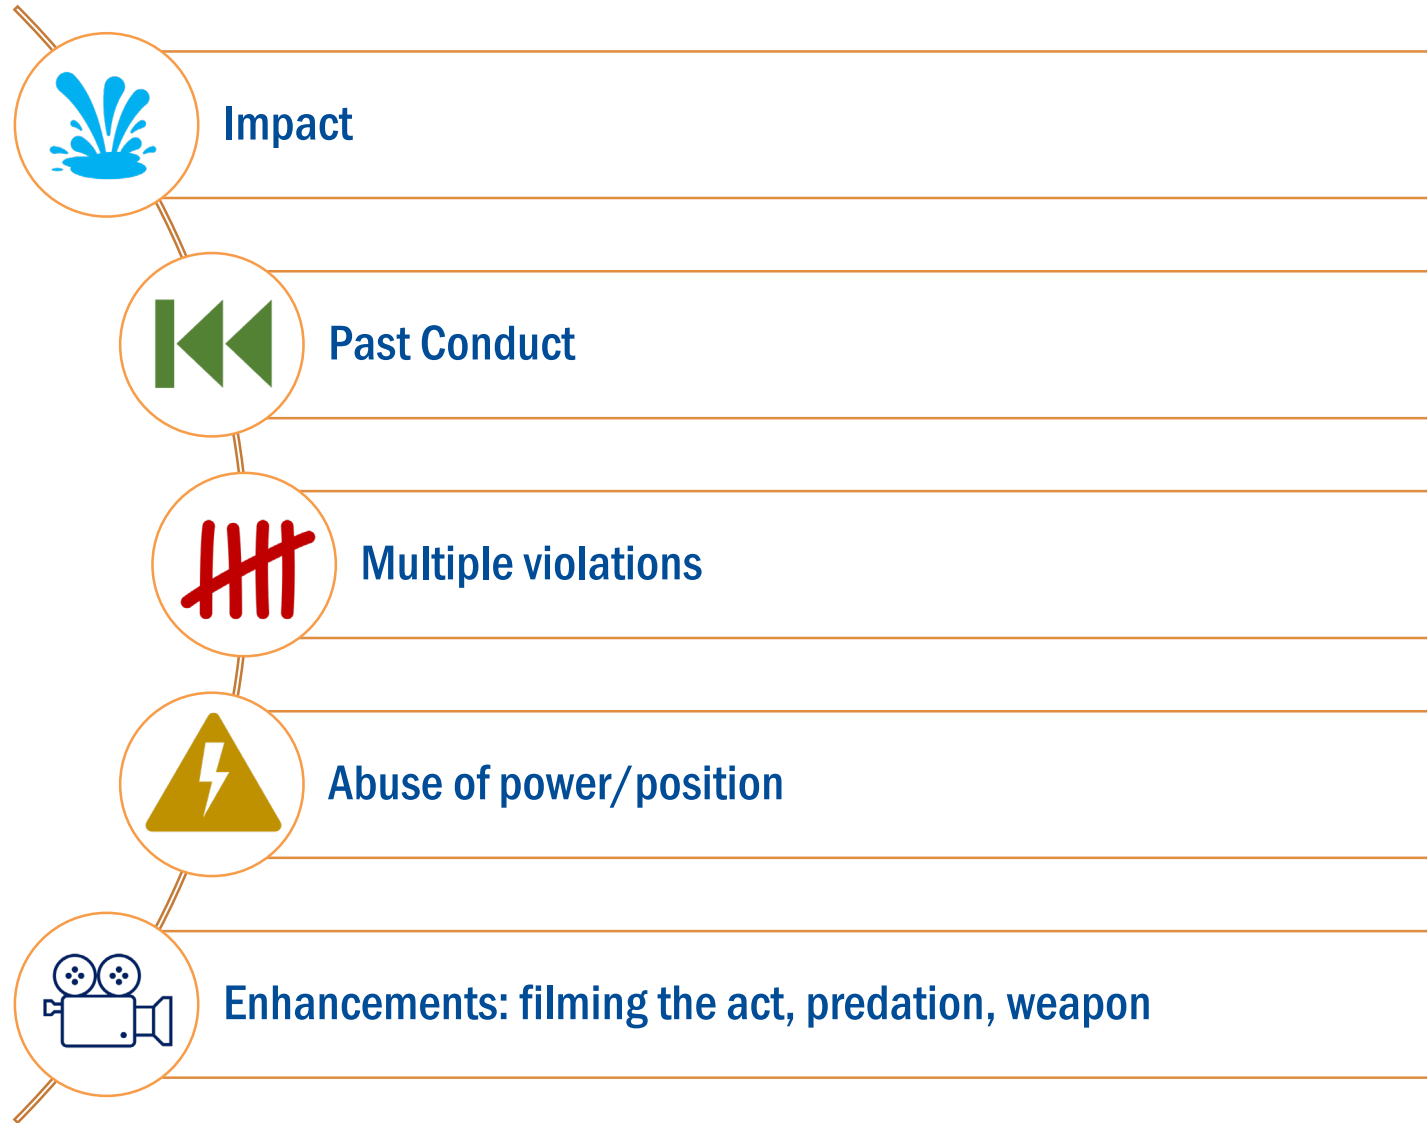 Impact
Past Conduct
Multiple violations
Abuse of power/position
Enhancements: filming the act, predation, weapon